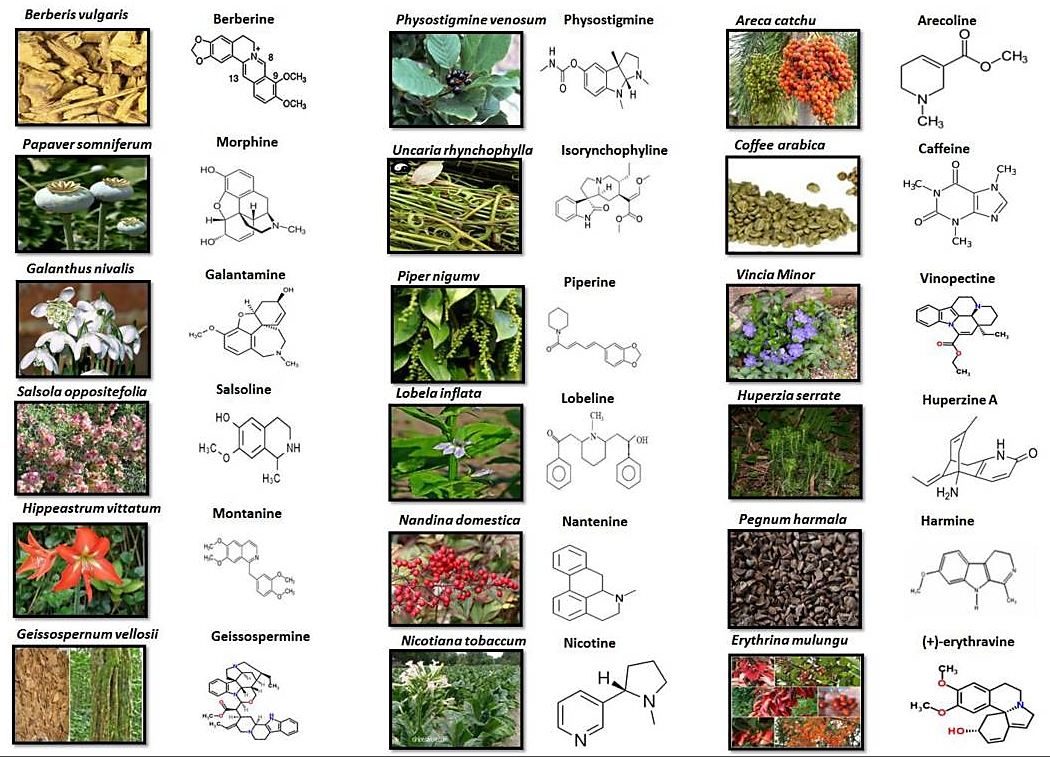 Berberis vulgaris
Berberine
Physostigmine venosum
Physostigmine
Areca catchu
Arecoline
Papaver somniferum
Morphine
Uncaria rhynchophylla
Isorynchophyline
Coffee arabica
Caffeine
Galanthus nivalis
Galantamine
Piper nigumv
Piperine
Vincia Minor
Vinopectine
Salsola oppositefolia
Salsoline
Lobela inflata
Lobeline
Huperzia serrate
Huperzine A
Hippeastrum vittatum
Montanine
Nandina domestica
Nantenine
Pegnum harmala
Harmine
Geissospernum vellosii
Geissospermine
Nicotiana tobaccum
Nicotine
Erythrina mulungu
(+)-erythravine